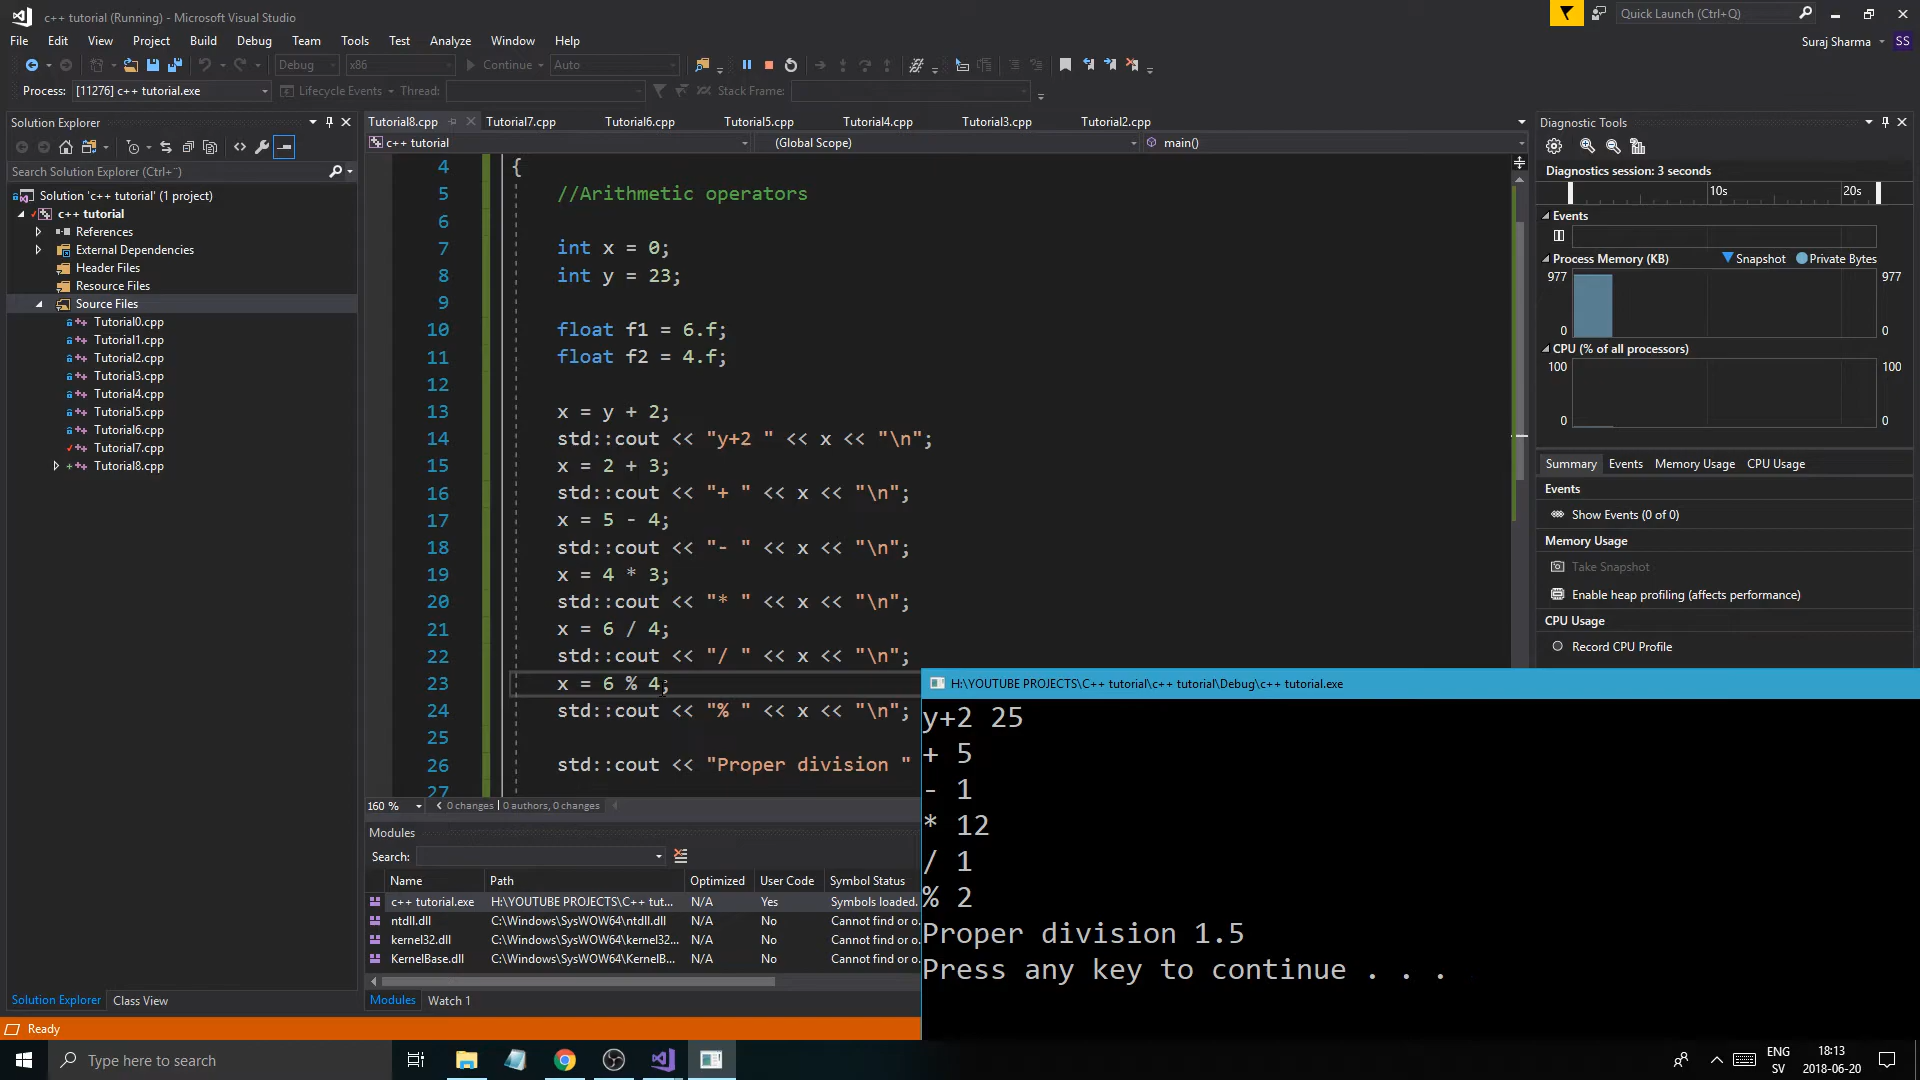 c++ tutorial (Running) - Microsoft Visual Studio
Quick Launch (Ctrl+Q)
File Edit View Project Build Debug Team Tools Test Analyze Window Help
Suraj Sharma SS
Debug x86 Continue Auto
Process: [11276] c++ tutorial.exe Lifecycle Events Thread: Stack Frame:
Solution Explorer
Search Solution Explorer (Ctrl+¨)
Solution 'c++ tutorial' (1 project)
c++ tutorial
References
External Dependencies
Header Files
Resource Files
Source Files
Tutorial0.cpp
Tutorial1.cpp
Tutorial2.cpp
Tutorial3.cpp
Tutorial4.cpp
Tutorial5.cpp
Tutorial6.cpp
Tutorial7.cpp
Tutorial8.cpp
Solution Explorer Class View
Tutorial8.cpp Tutorial7.cpp Tutorial6.cpp Tutorial5.cpp Tutorial4.cpp Tutorial3.cpp Tutorial2.cpp
c++ tutorial (Global Scope) main()
4 {
5 //Arithmetic operators
6
7 int x = 0;
8 int y = 23;
9
10 float f1 = 6.f;
11 float f2 = 4.f;
12
13 x = y + 2;
14 std::cout << "y+2 " << x << "\n";
15 x = 2 + 3;
16 std::cout << "+ " << x << "\n";
17 x = 5 - 4;
18 std::cout << "- " << x << "\n";
19 x = 4 * 3;
20 std::cout << "* " << x << "\n";
21 x = 6 / 4;
22 std::cout << "/ " << x << "\n";
23 x = 6 % 4;
24 std::cout << "% " << x << "\n";
25
26 std::cout << "Proper division "
27
160 % 0 changes | 0 authors, 0 changes
Modules
Search:
Name Path Optimized User Code Symbol Status
c++ tutorial.exe H:\YOUTUBE PROJECTS\C++ tut... N/A Yes Symbols loaded.
ntdll.dll C:\Windows\SysWOW64\ntdll.dll N/A No Cannot find or o...
kernel32.dll C:\Windows\SysWOW64\kernel32... N/A No Cannot find or o...
KernelBase.dll C:\Windows\SysWOW64\KernelB... N/A No Cannot find or o...
Modules Watch 1
Diagnostic Tools
Diagnostics session: 3 seconds
10s 20s
Events
Process Memory (KB) Snapshot Private Bytes
977 977
0 0
CPU (% of all processors)
100 100
0 0
Summary Events Memory Usage CPU Usage
Events
Show Events (0 of 0)
Memory Usage
Take Snapshot
Enable heap profiling (affects performance)
CPU Usage
Record CPU Profile
H:\YOUTUBE PROJECTS\C++ tutorial\c++ tutorial\Debug\c++ tutorial.exe
y+2 25
+ 5
- 1
* 12
/ 1
% 2
Proper division 1.5
Press any key to continue . . .
Ready
Type here to search
ENG
SV
18:13
2018-06-20